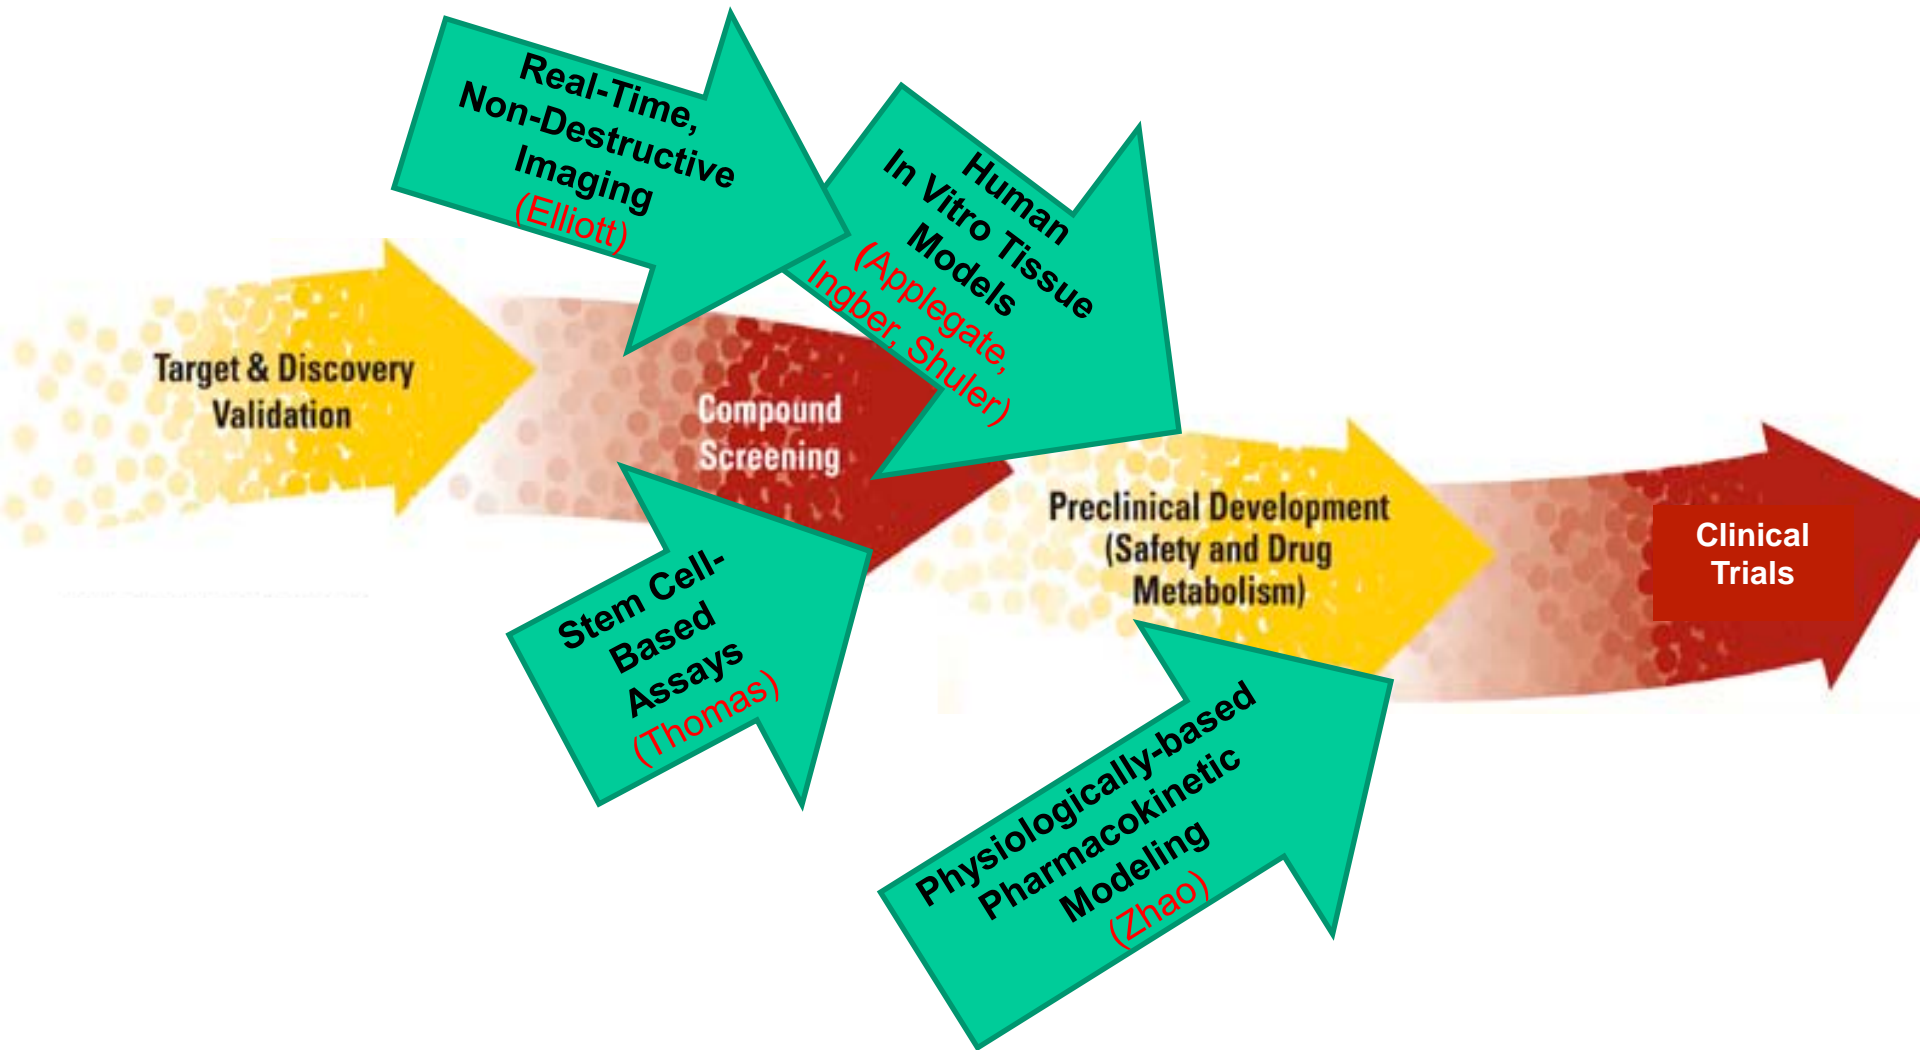 Real-Time,
Non-Destructive
Imaging
(Elliott)
Human
In Vitro Tissue
Models
(Applegate,
Ingber, Shuler)
Target & Discovery
Validation
Compound
Screening
Preclinical Development
(Safety and Drug
Metabolism)
Clinical
Trials
Stem Cell-
Based
Assays
(Thomas)
Physiologically-based
Pharmacokinetic
Modeling
(Zhao)